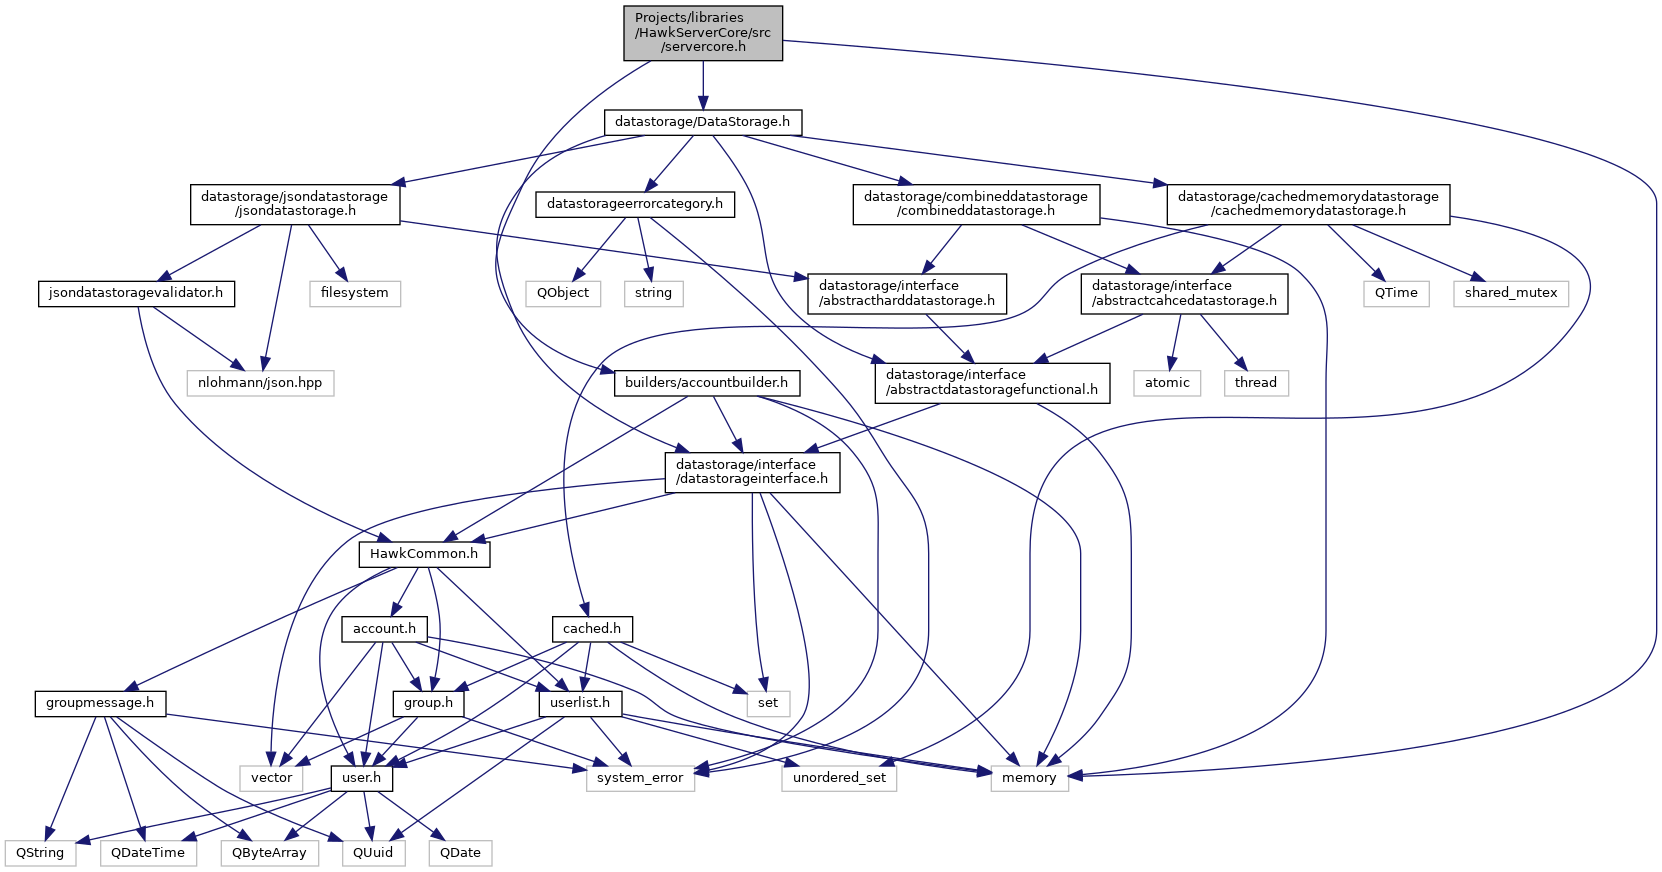 Projects/libraries
/HawkServerCore/src
/servercore.h
datastorage/DataStorage.h
datastorage/jsondatastorage
/jsondatastorage.h
datastorageerrorcategory.h
datastorage/combineddatastorage
/combineddatastorage.h
datastorage/cachedmemorydatastorage
/cachedmemorydatastorage.h
jsondatastoragevalidator.h
filesystem
QObject
string
datastorage/interface
/abstractharddatastorage.h
datastorage/interface
/abstractcahcedatastorage.h
QTime
shared_mutex
nlohmann/json.hpp
builders/accountbuilder.h
datastorage/interface
/abstractdatastoragefunctional.h
atomic
thread
datastorage/interface
/datastorageinterface.h
HawkCommon.h
account.h
cached.h
groupmessage.h
group.h
userlist.h
set
vector
user.h
system_error
unordered_set
memory
QString
QDateTime
QByteArray
QUuid
QDate